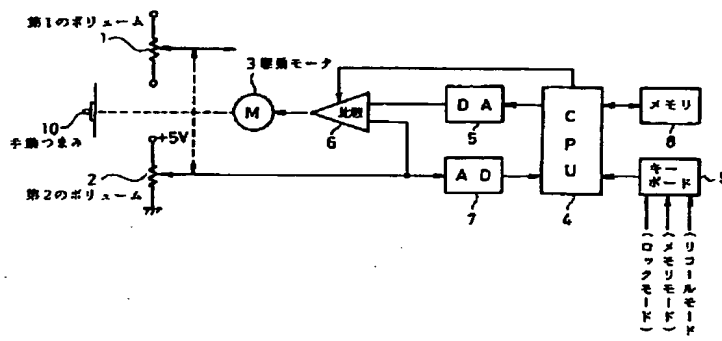 第1のボリューム
1
3 駆動モータ
M
10
手動つまみ
+5V
2
第2のボリューム
比較
6
DA
5
AD
7
CPU
4
メモリ
8
キーボード
(ロックモード)
(メモリモード)
(リコールモード